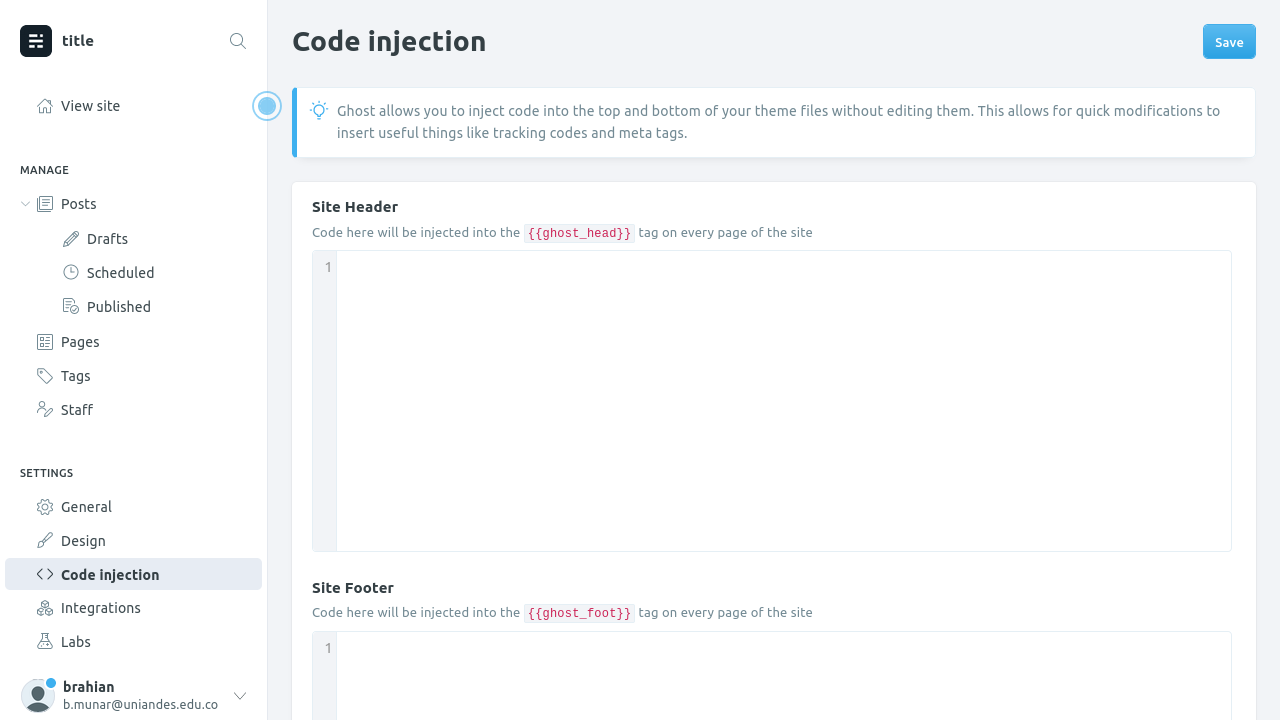 title
View site
MANAGE
Posts
Drafts
Scheduled
Published
Pages
Tags
Staff
SETTINGS
General
Design
Code injection
Integrations
Labs
brahian
b.munar@uniandes.edu.co
Code injection
Save
Ghost allows you to inject code into the top and bottom of your theme files without editing them. This allows for quick modifications to
insert useful things like tracking codes and meta tags.
Site Header
Code here will be injected into the {{ghost_head}} tag on every page of the site
1
Site Footer
Code here will be injected into the {{ghost_foot}} tag on every page of the site
1